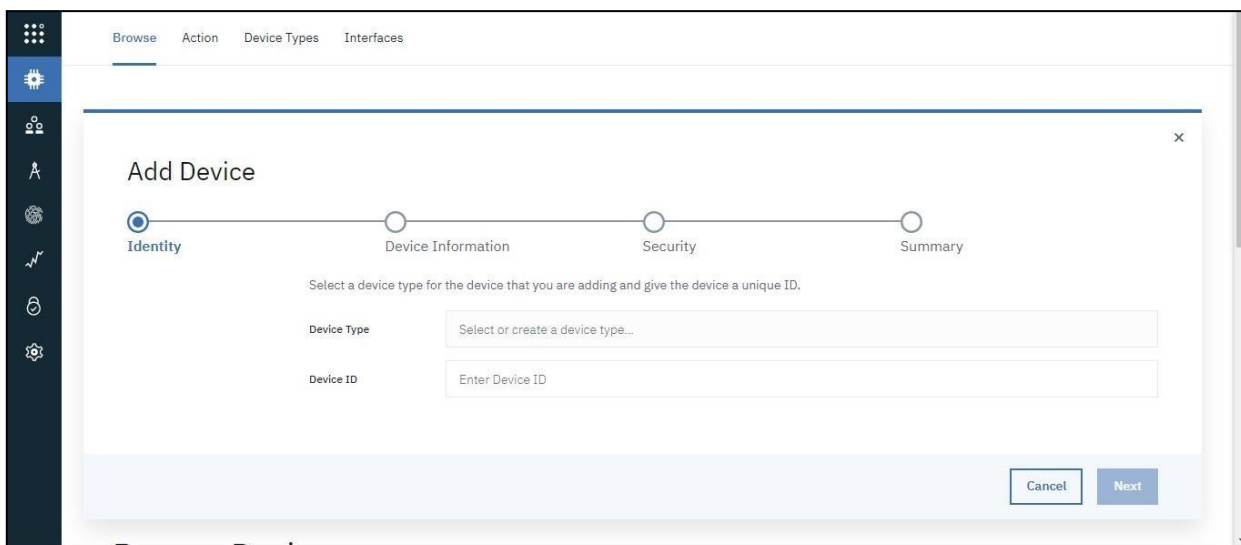 Browse Action Device Types Interfaces
Add Device
Identity Device Information Security Summary
Select a device type for the device that you are adding and give the device a unique ID.
Device Type Select or create a device type...
Device ID Enter Device ID
Cancel Next